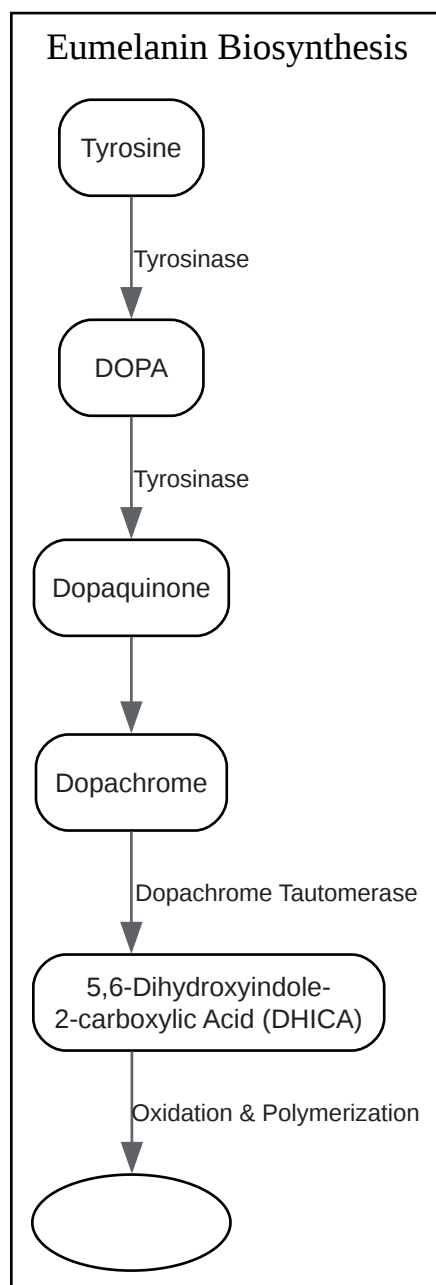 Eumelanin Biosynthesis
Tyrosine
Tyrosinase
DOPA
Tyrosinase
Dopaquinone
Dopachrome
Dopachrome Tautomerase
5,6-Dihydroxyindole-
2-carboxylic Acid (DHICA)
Oxidation & Polymerization